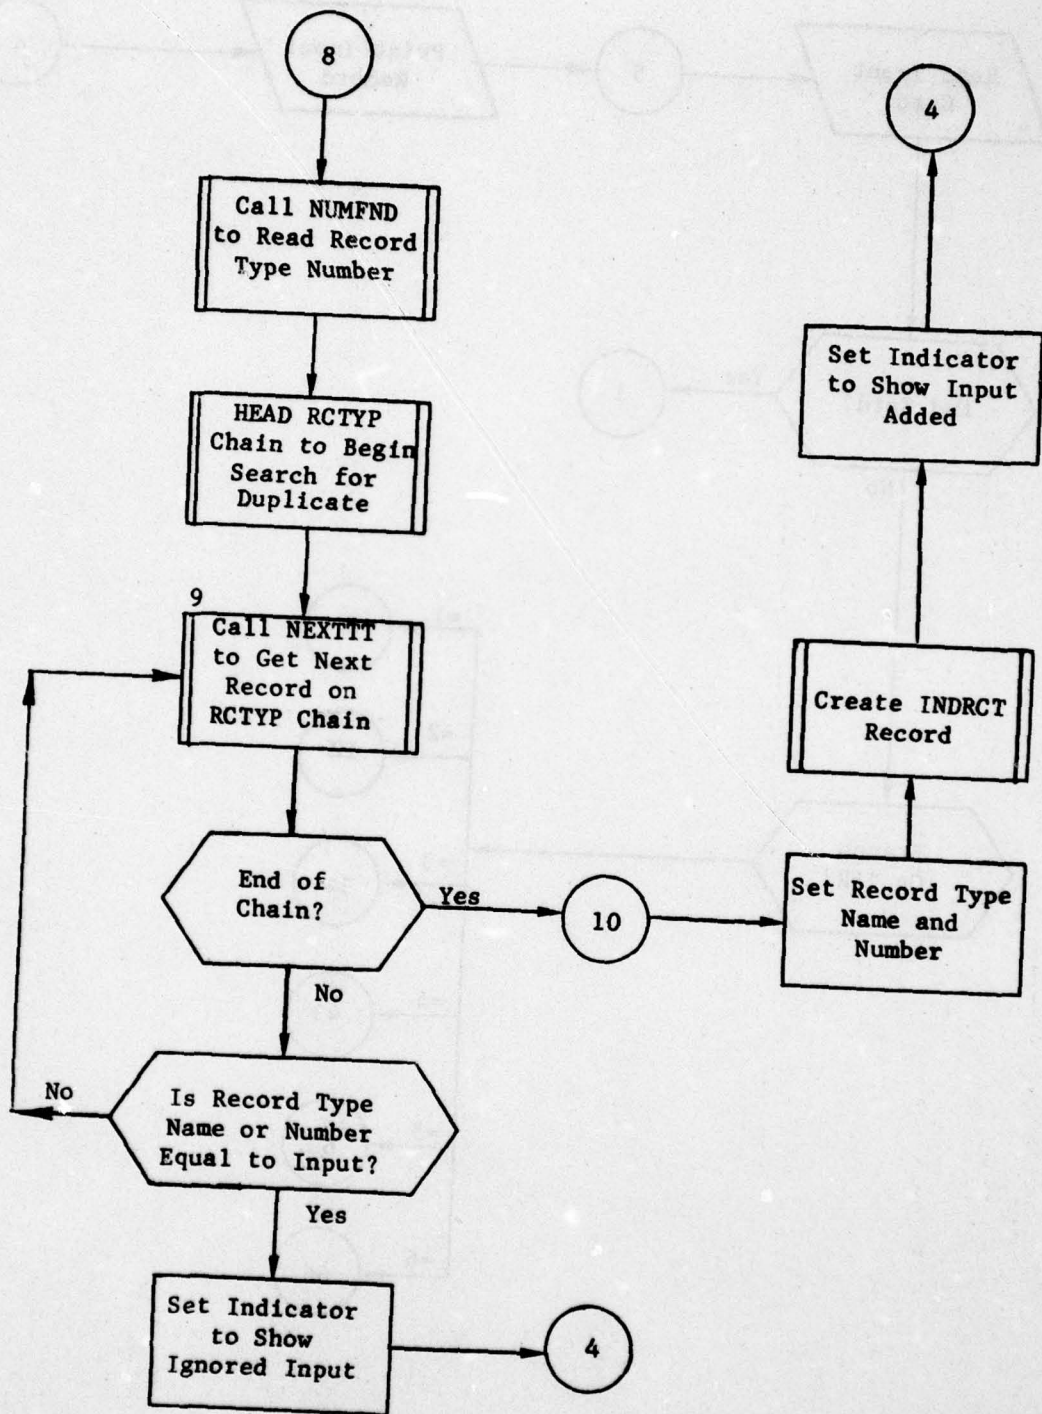 8
Call NUMFND
to Read Record
Type Number
HEAD RCTYP
Chain to Begin
Search for
Duplicate
9
Call NEXTTT
to Get Next
Record on
RCTYP Chain
End of
Chain?
Yes
No
Is Record Type
Name or Number
Equal to Input?
No
Yes
Set Indicator
to Show
Ignored Input
4
10
Set Record Type
Name and
Number
Create INDRCT
Record
Set Indicator
to Show Input
Added
4